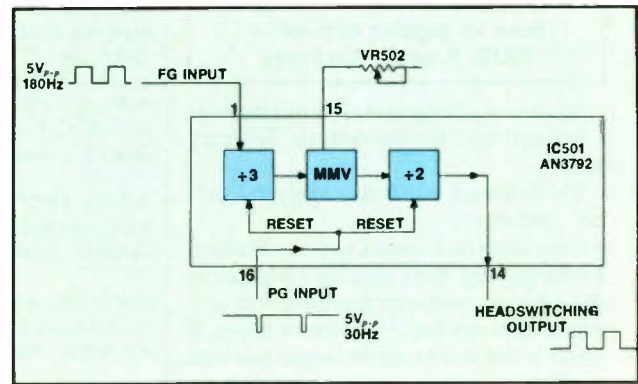 5Vp-p
180Hz
FG INPUT
VR502
1
15
IC501
AN3792
÷3
MMV
÷2
RESET
RESET
16
14
PG INPUT
5Vp-p
30Hz
HEADSWITCHING
OUTPUT